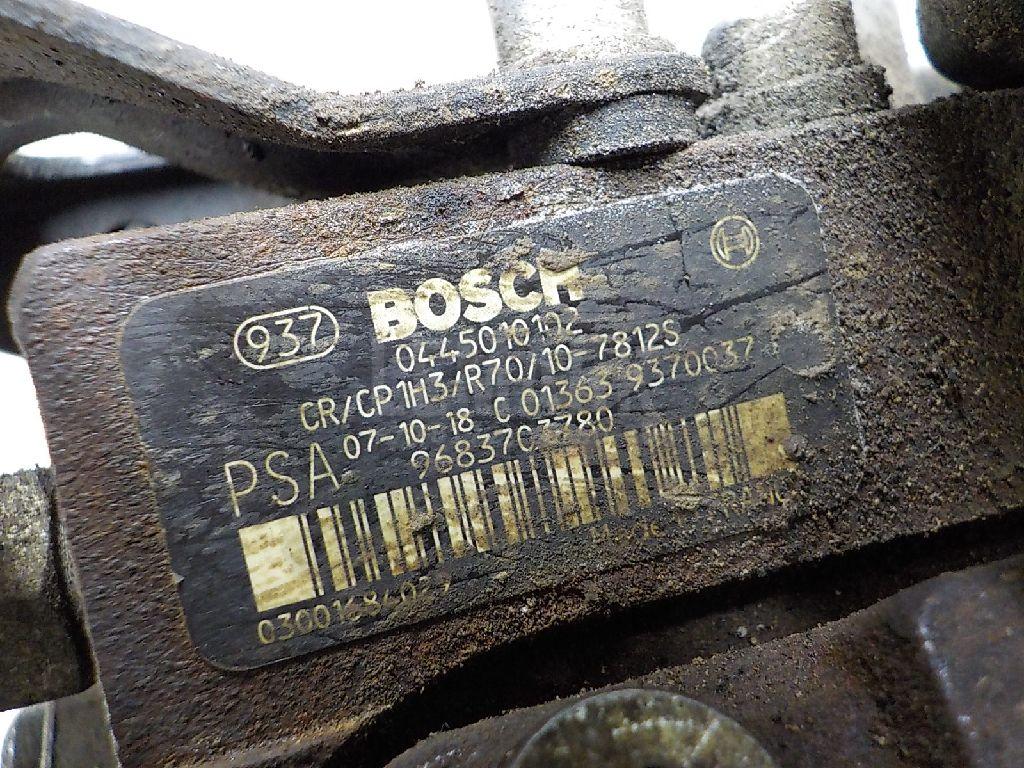 937 BOSCH
0445010102
CR/CP1H3/R70/10-7812S
07-10-18 C 01363 9370037
PSA 9683703780